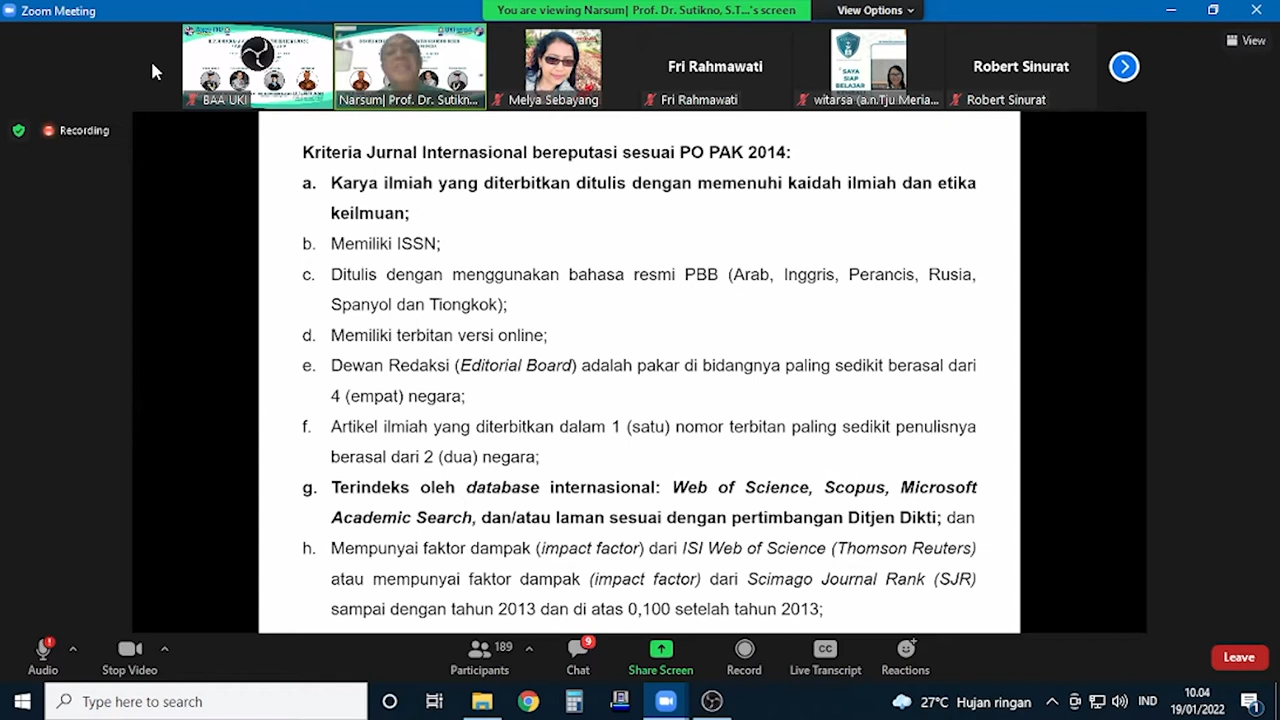 Zoom Meeting
You are viewing Narsum| Prof. Dr. Sutikno, S.T...'s screen
View Options
View
BAA UKI
Narsum| Prof. Dr. Sutikn...
Melya Sebayang
Fri Rahmawati
Fri Rahmawati
SAYA
SIAP
BELAJAR
witarsa (a.n.Tju Meria...
Robert Sinurat
Robert Sinurat
Recording
Kriteria Jurnal Internasional bereputasi sesuai PO PAK 2014:
a. Karya ilmiah yang diterbitkan ditulis dengan memenuhi kaidah ilmiah dan etika
keilmuan;
b. Memiliki ISSN;
c. Ditulis dengan menggunakan bahasa resmi PBB (Arab, Inggris, Perancis, Rusia,
Spanyol dan Tiongkok);
d. Memiliki terbitan versi online;
e. Dewan Redaksi (Editorial Board) adalah pakar di bidangnya paling sedikit berasal dari
4 (empat) negara;
f. Artikel ilmiah yang diterbitkan dalam 1 (satu) nomor terbitan paling sedikit penulisnya
berasal dari 2 (dua) negara;
g. Terindeks oleh database internasional: Web of Science, Scopus, Microsoft
Academic Search, dan/atau laman sesuai dengan pertimbangan Ditjen Dikti; dan
h. Mempunyai faktor dampak (impact factor) dari ISI Web of Science (Thomson Reuters)
atau mempunyai faktor dampak (impact factor) dari Scimago Journal Rank (SJR)
sampai dengan tahun 2013 dan di atas 0,100 setelah tahun 2013;
Audio
Stop Video
189
Participants
9
Chat
Share Screen
Record
CC
Live Transcript
Reactions
Leave
Type here to search
27°C Hujan ringan
IND
10.04
19/01/2022
1